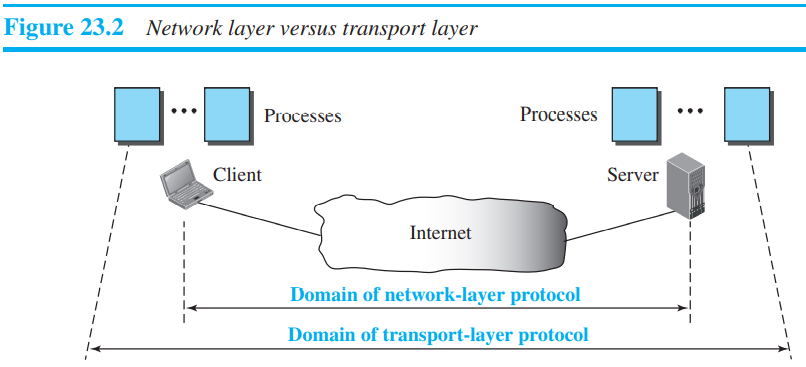 Figure 23.2 Network layer versus transport layer
Processes
Processes
Client
Server
Internet
Domain of network-layer protocol
Domain of transport-layer protocol